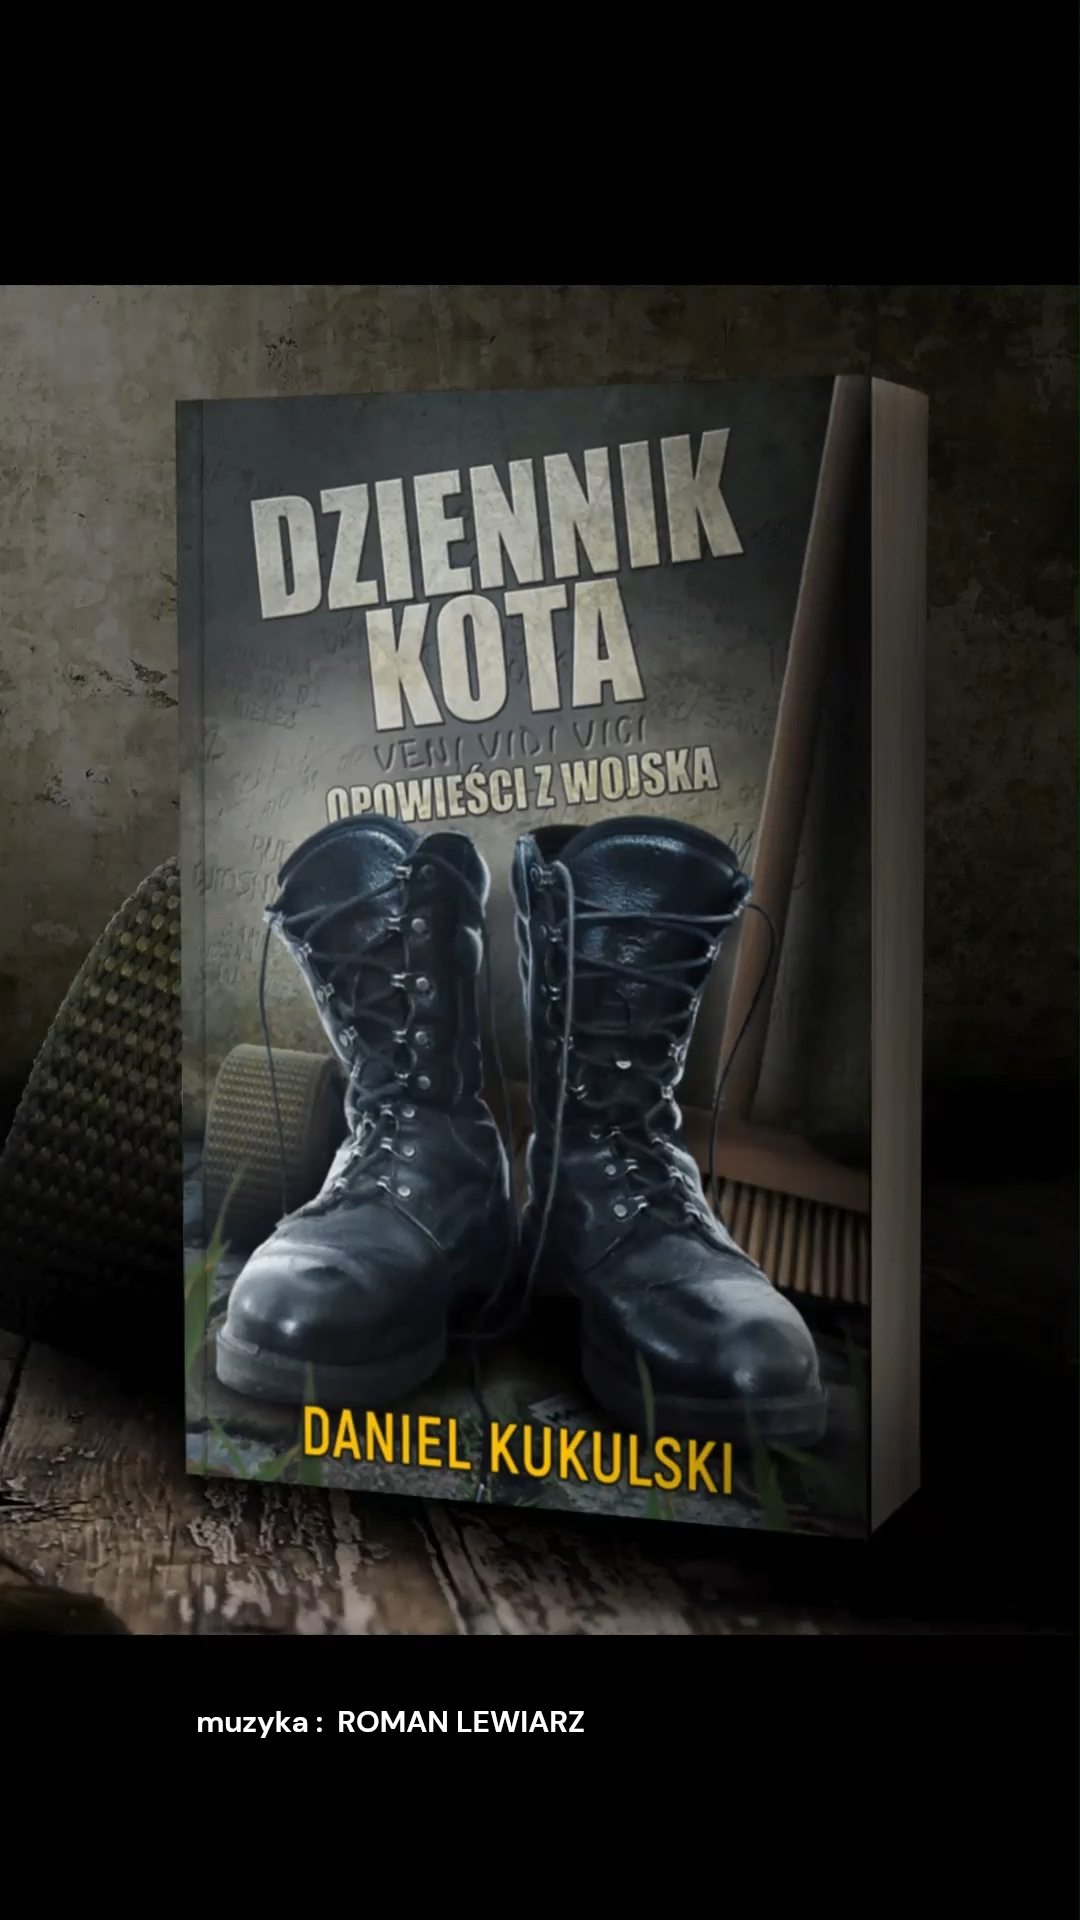 DZIENNIK
KOTA
VENI VIDI VICI
OPOWIEŚCI Z WOJSKA
DANIEL KUKULSKI
muzyka : ROMAN LEWIARZ